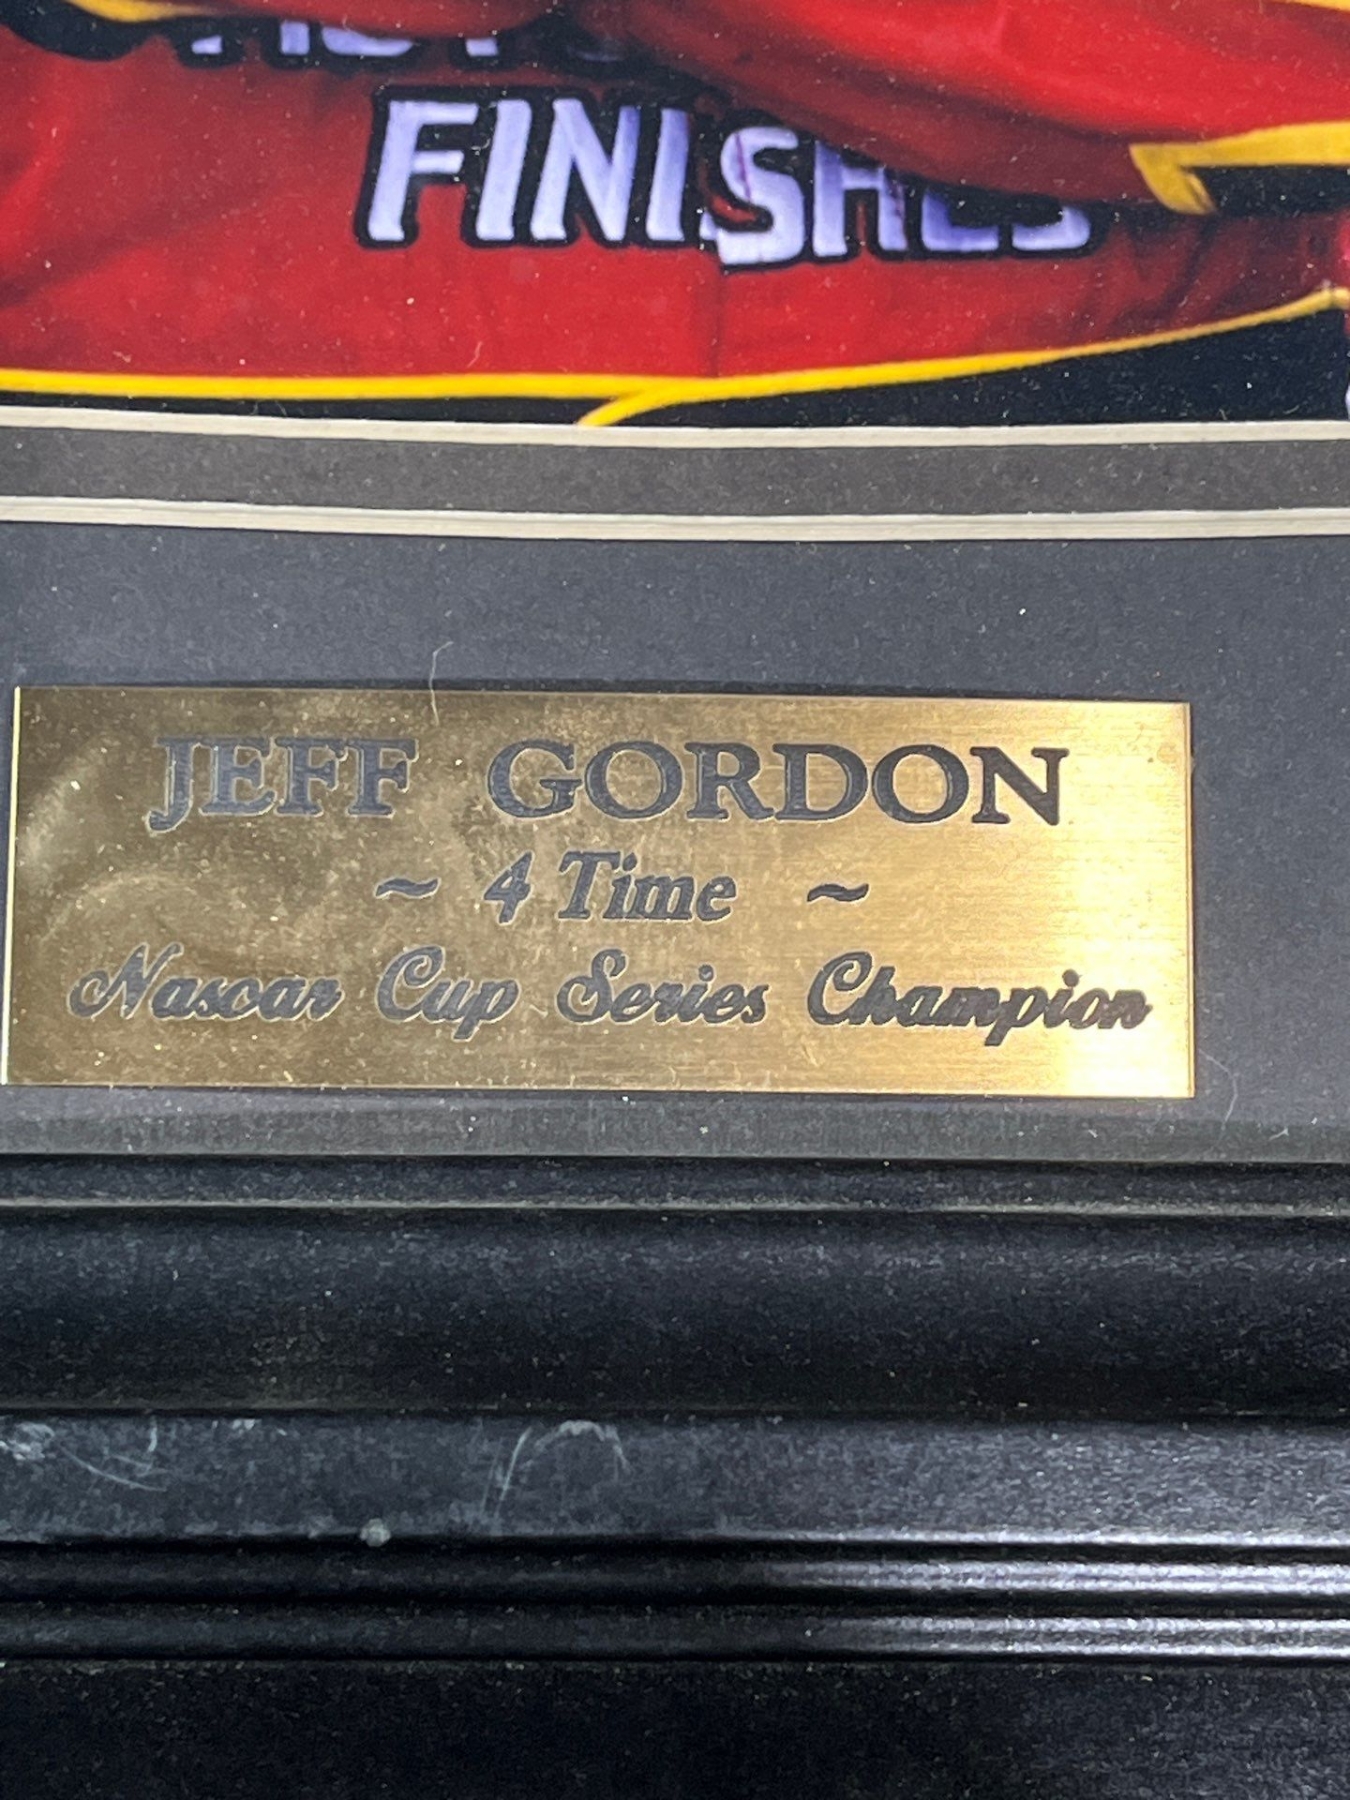 FINISHES
JEFF GORDON
~ 4 Time ~
Nascar Cup Series Champion